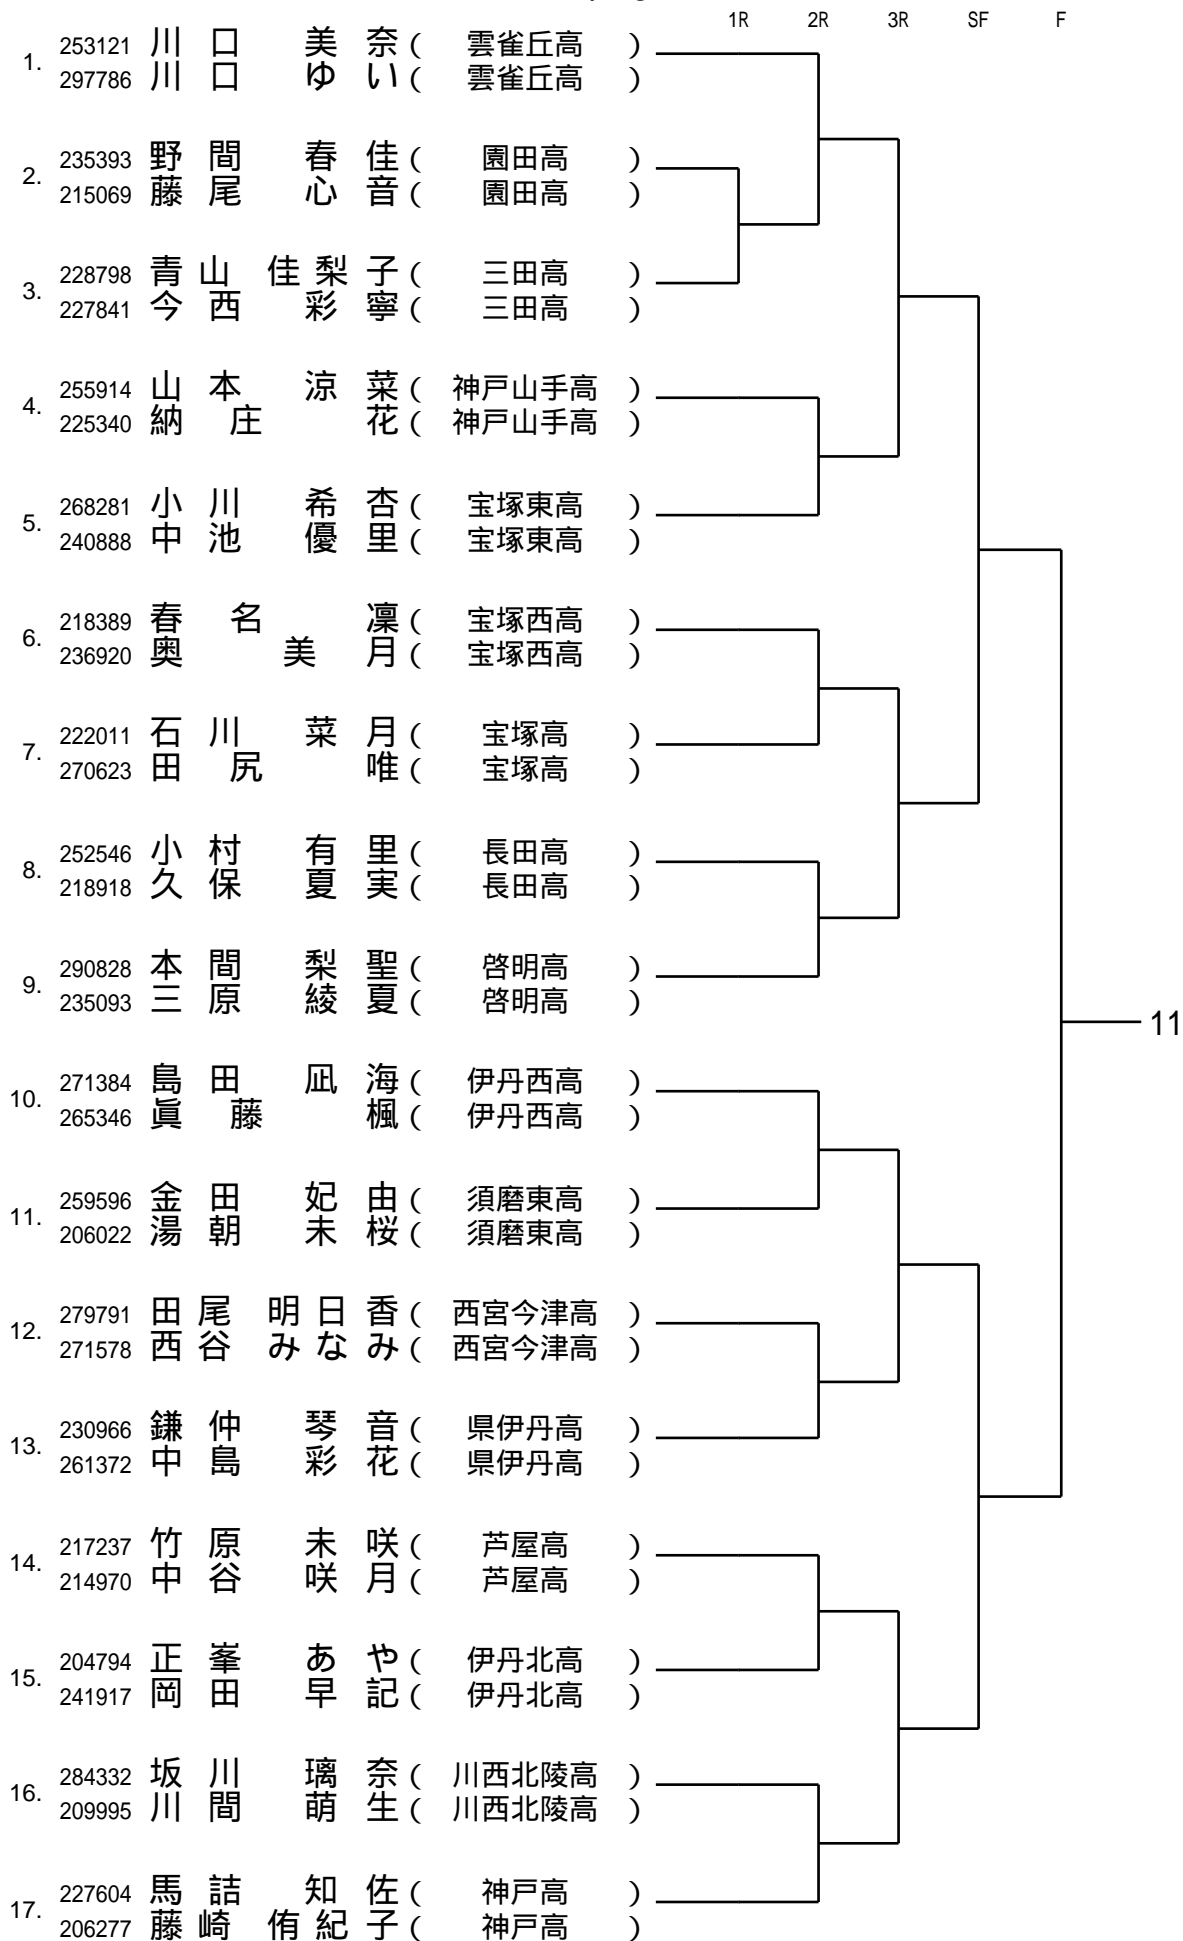 1R 2R 3R SF F
1. 253121 川口 美奈 ( 雲雀丘高 )
297786 川口 ゆい ( 雲雀丘高 )
2. 235393 野間 春佳 ( 園田高 )
215069 藤尾 心音 ( 園田高 )
3. 228798 青山 佳梨子 ( 三田高 )
227841 今西 彩寧 ( 三田高 )
4. 255914 山本 涼菜 ( 神戸山手高 )
225340 納庄 花 ( 神戸山手高 )
5. 268281 小川 希杏 ( 宝塚東高 )
240888 中池 優里 ( 宝塚東高 )
6. 218389 春名 凜 ( 宝塚西高 )
236920 奥 美月 ( 宝塚西高 )
7. 222011 石川 菜月 ( 宝塚高 )
270623 田尻 唯 ( 宝塚高 )
8. 252546 小村 有里 ( 長田高 )
218918 久保 夏実 ( 長田高 )
9. 290828 本間 梨聖 ( 啓明高 )
235093 三原 綾夏 ( 啓明高 )
11
10. 271384 島田 凪海 ( 伊丹西高 )
265346 眞藤 楓 ( 伊丹西高 )
11. 259596 金田 妃由 ( 須磨東高 )
206022 湯朝 未桜 ( 須磨東高 )
12. 279791 田尾 明日香 ( 西宮今津高 )
271578 西谷 みなみ ( 西宮今津高 )
13. 230966 鎌仲 琴音 ( 県伊丹高 )
261372 中島 彩花 ( 県伊丹高 )
14. 217237 竹原 未咲 ( 芦屋高 )
214970 中谷 咲月 ( 芦屋高 )
15. 204794 正峯 あや ( 伊丹北高 )
241917 岡田 早記 ( 伊丹北高 )
16. 284332 坂川 璃奈 ( 川西北陵高 )
209995 川間 萌生 ( 川西北陵高 )
17. 227604 馬詰 知佐 ( 神戸高 )
206277 藤崎 侑紀子 ( 神戸高 )